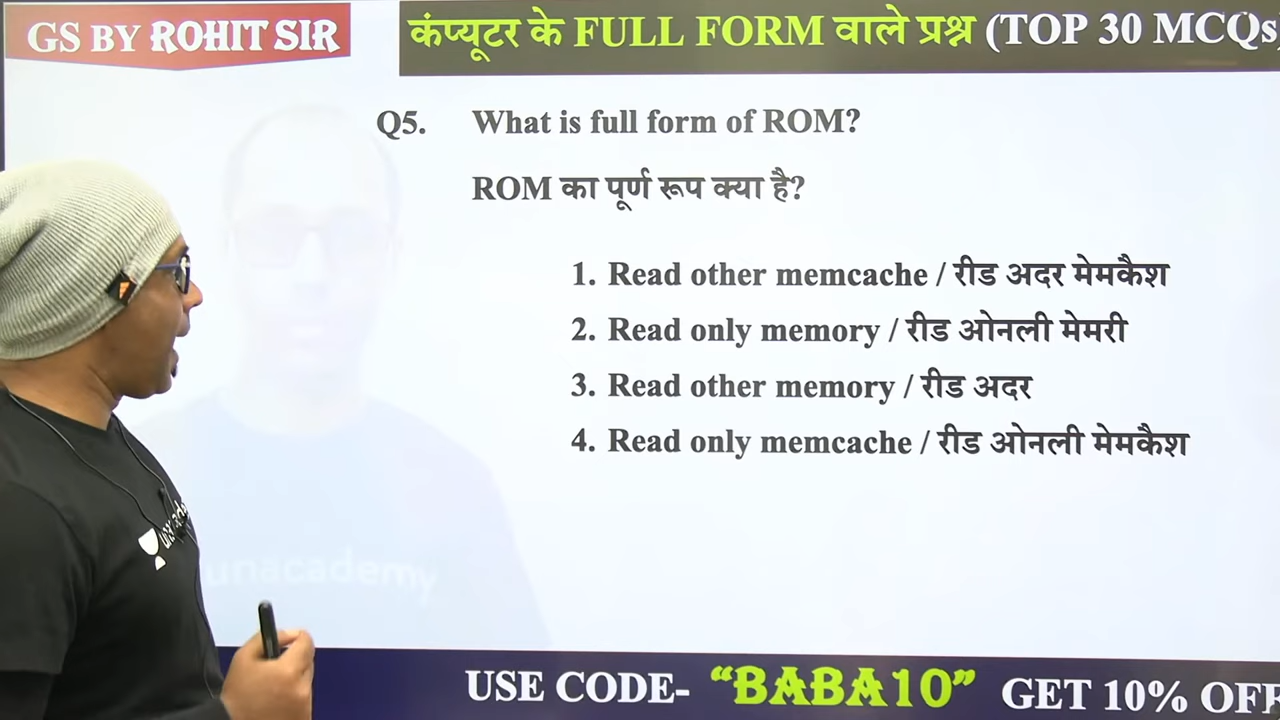 GS BY ROHIT SIR
कंप्यूटर के FULL FORM वाले प्रश्न (TOP 30 MCQs)
Q5. What is full form of ROM?
ROM का पूर्ण रूप क्या है?
1. Read other memcache / रीड अदर मेमकैश
2. Read only memory / रीड ओनली मेमरी
3. Read other memory / रीड अदर
4. Read only memcache / रीड ओनली मेमकैश
unacademy
USE CODE- “BABA10” GET 10% OFF